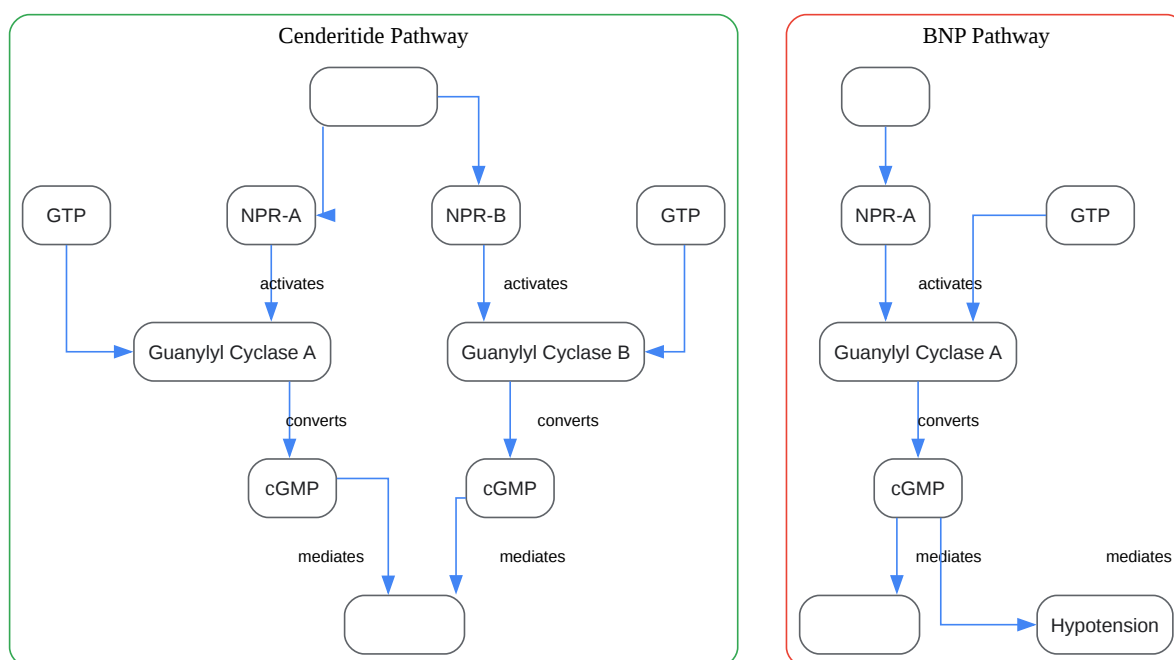 Cenderitide Pathway
GTP
NPR-A
NPR-B
GTP
activates
activates
Guanylyl Cyclase A
Guanylyl Cyclase B
converts
converts
cGMP
cGMP
mediates
mediates
BNP Pathway
NPR-A
GTP
activates
Guanylyl Cyclase A
converts
cGMP
mediates
mediates
Hypotension